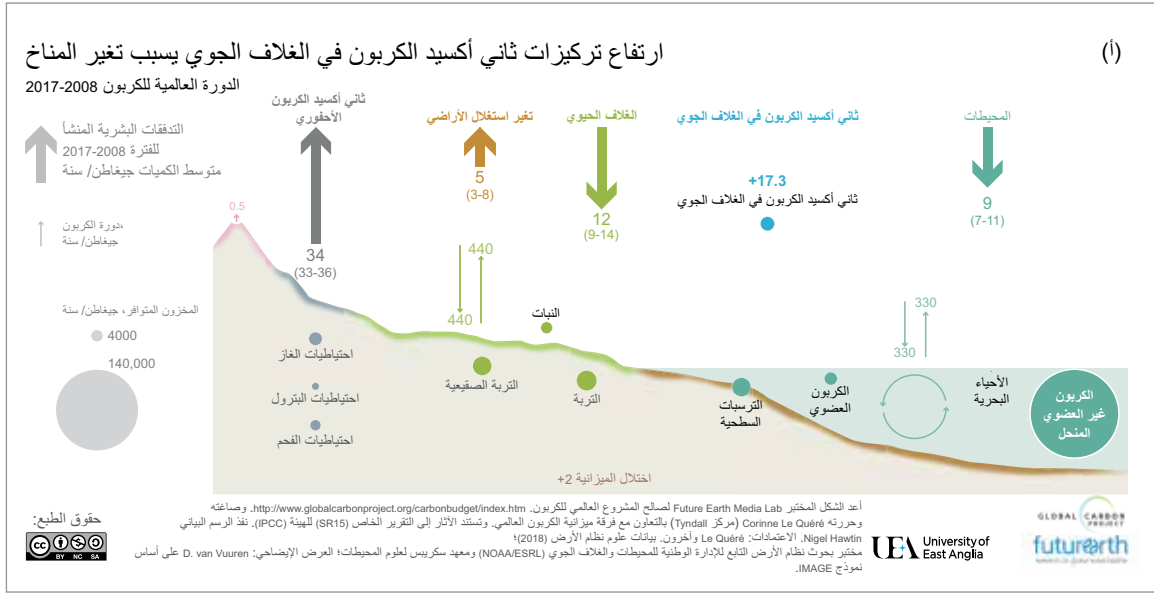 (أ)
ارتفاع تركيزات ثاني أكسيد الكربون في الغلاف الجوي يسبب تغير المناخ
الدورة العالمية للكربون 2008-2017
التدفقات البشرية المنشأ
للفترة 2008-2017
متوسط الكميات جيغاطن/ سنة
دورة الكربون،
جيغاطن/ سنة
المخزون المتوافر، جيغاطن/ سنة
4000
140,000
المحيطات
9
(7-11)
ثاني أكسيد الكربون في الغلاف الجوي
+17.3
ثاني أكسيد الكربون في الغلاف الجوي
الغلاف الحيوي
12
(9-14)
تغير استغلال الأراضي
5
(3-8)
ثاني أكسيد الكربون
الأحفوري
34
(33-36)
0.5
440
440
330
330
النبات
احتياطيات الغاز
احتياطيات البترول
احتياطيات الفحم
التربة الصقيعية
التربة
الترسبات
السطحية
الكربون
العضوي
الأحياء
البحرية
الكربون
غير العضوي
المنحل
اختلال الميزانية 2+
أعد الشكل المختبر Future Earth Media Lab لصالح المشروع العالمي للكربون. http://www.globalcarbonproject.org/carbonbudget/index.htm. وصاغته
وحررته Corinne Le Quéré (مركز Tyndall) بالتعاون مع فرقة ميزانية الكربون العالمي. وتستند الآثار إلى التقرير الخاص (SR15) للهيئة (IPCC). نفذ الرسم البياني
Nigel Hawtin. الاعتمادات: Le Quéré وآخرون. بيانات علوم نظام الأرض (2018)؛
مختبر بحوث نظام الأرض التابع للإدارة الوطنية للمحيطات والغلاف الجوي (NOAA/ESRL) ومعهد سكريبس لعلوم المحيطات؛ العرض الإيضاحي: D. van Vuuren على أساس
نموذج IMAGE.
حقوق الطبع:
CC
BY NC SA
UEA University of
East Anglia
GLOBAL CARBON
PROJECT
futurearth